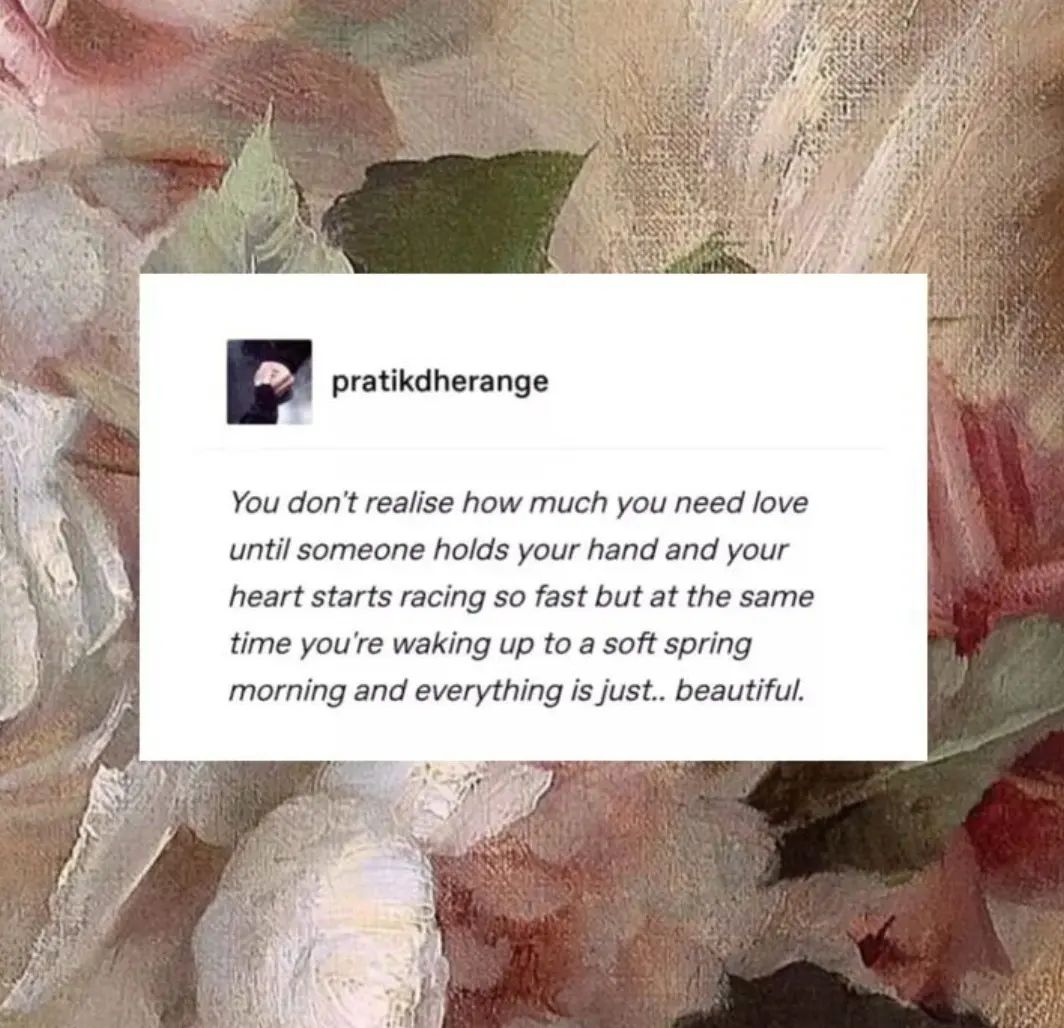 pratikdherange
You don't realise how much you need love
until someone holds your hand and your
heart starts racing so fast but at the same
time you're waking up to a soft spring
morning and everything is just.. beautiful.